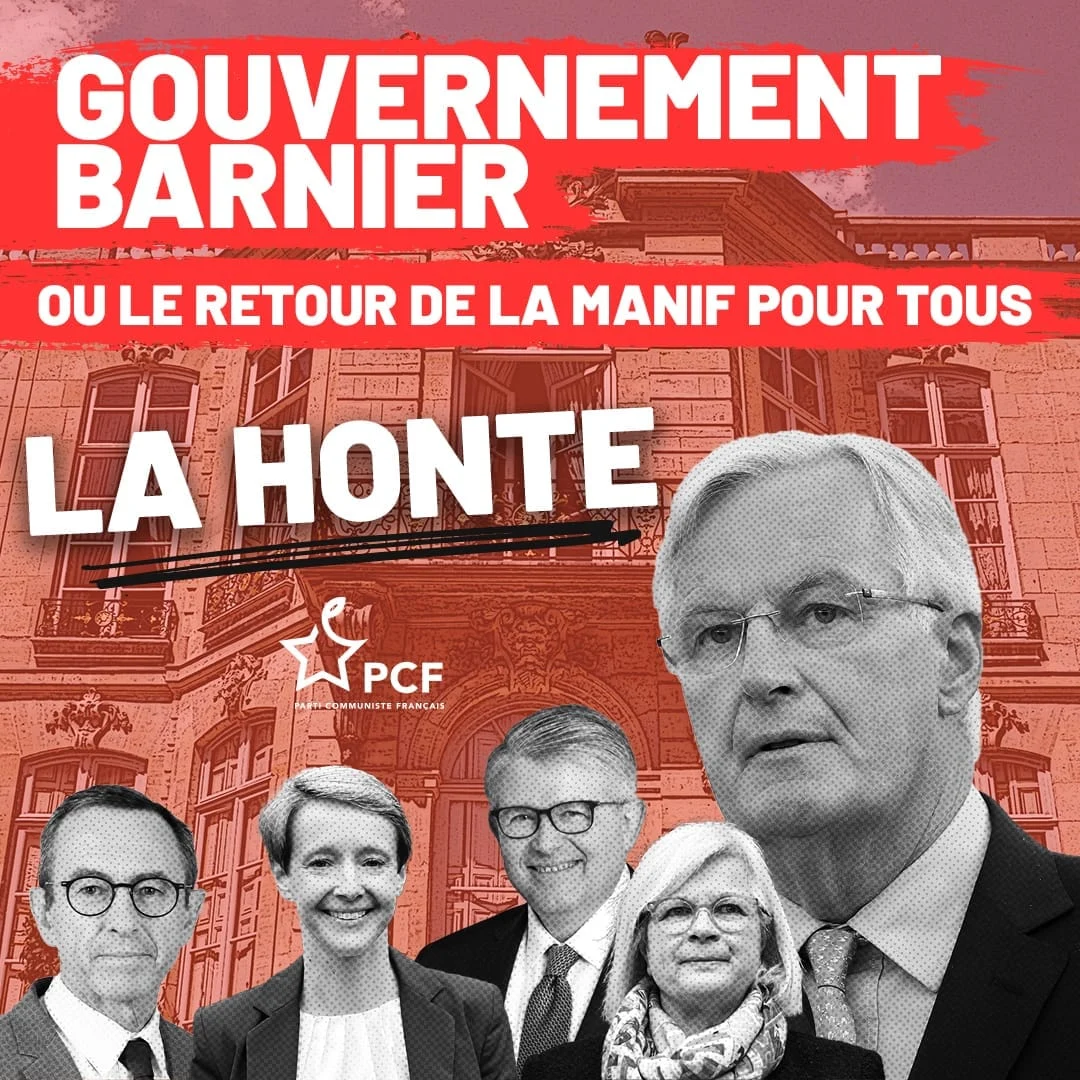 GOUVERNEMENT
BARNIER
OU LE RETOUR DE LA MANIF POUR TOUS
LA HONTE
PCF
PARTI COMMUNISTE FRANÇAIS